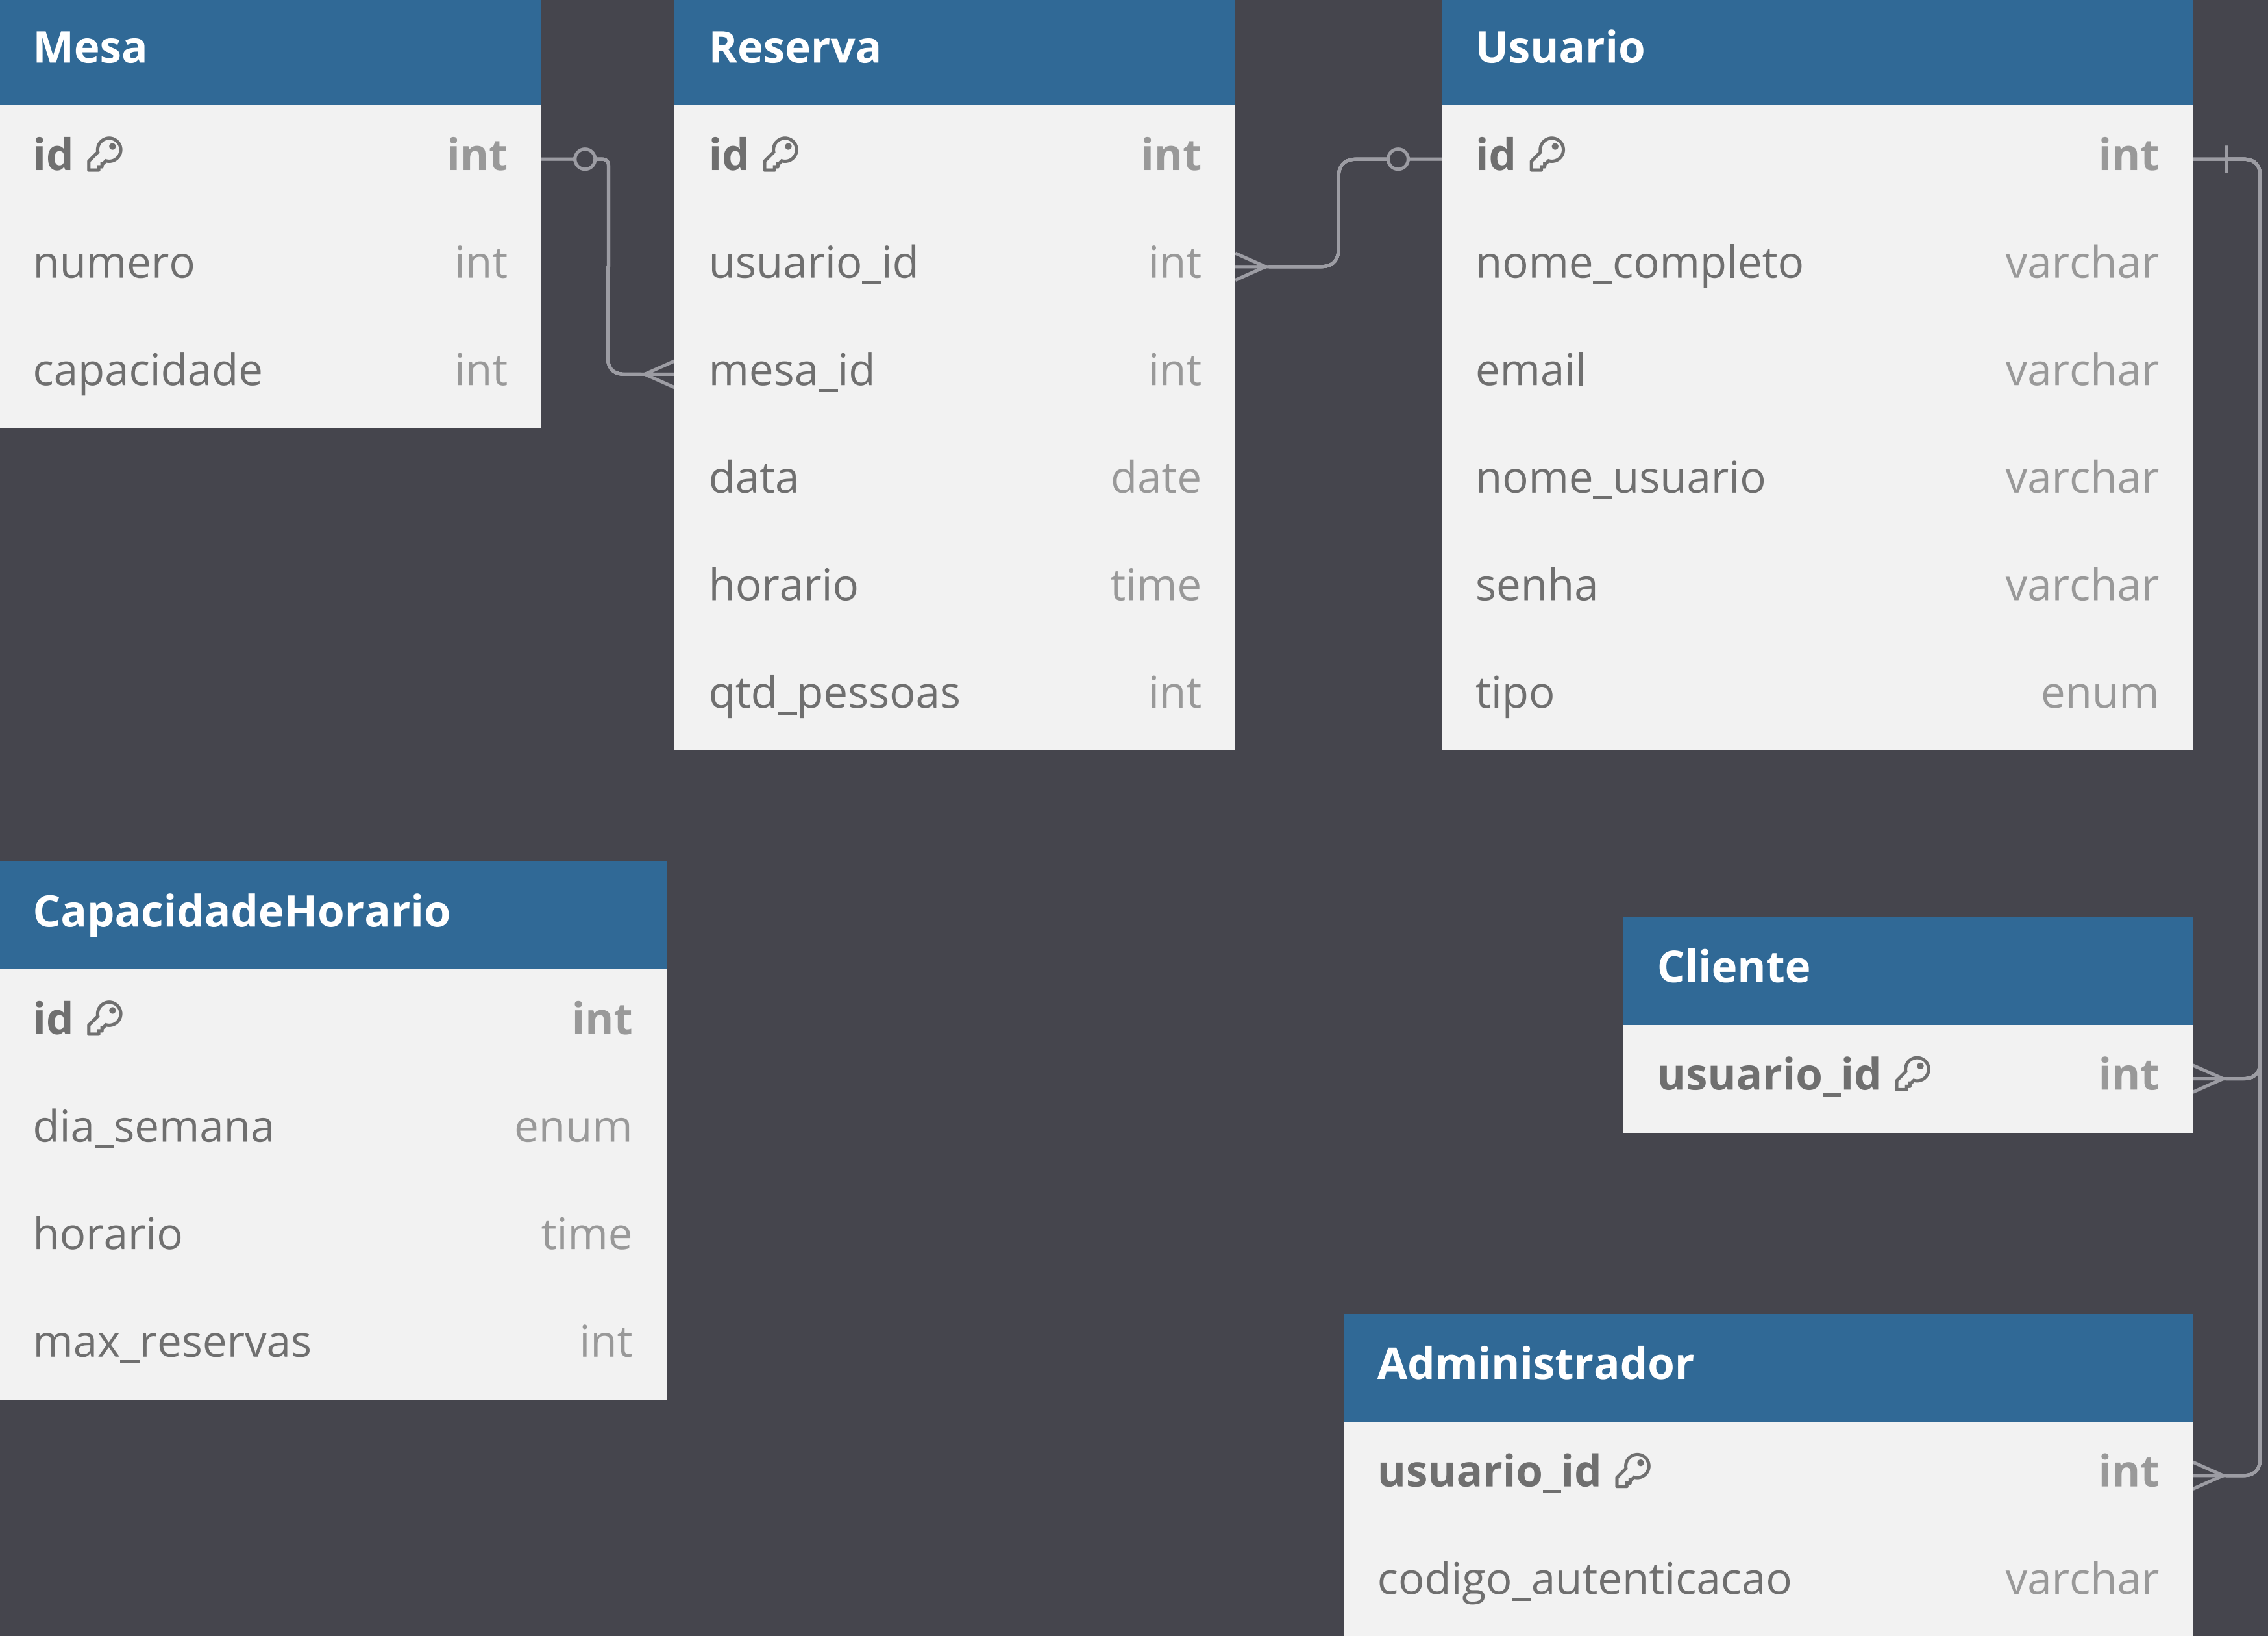 Mesa
id int
numero int
capacidade int
Reserva
id int
usuario_id int
mesa_id int
data date
horario time
qtd_pessoas int
Usuario
id int
nome_completo varchar
email varchar
nome_usuario varchar
senha varchar
tipo enum
CapacidadeHorario
id int
dia_semana enum
horario time
max_reservas int
Cliente
usuario_id int
Administrador
usuario_id int
codigo_autenticacao varchar